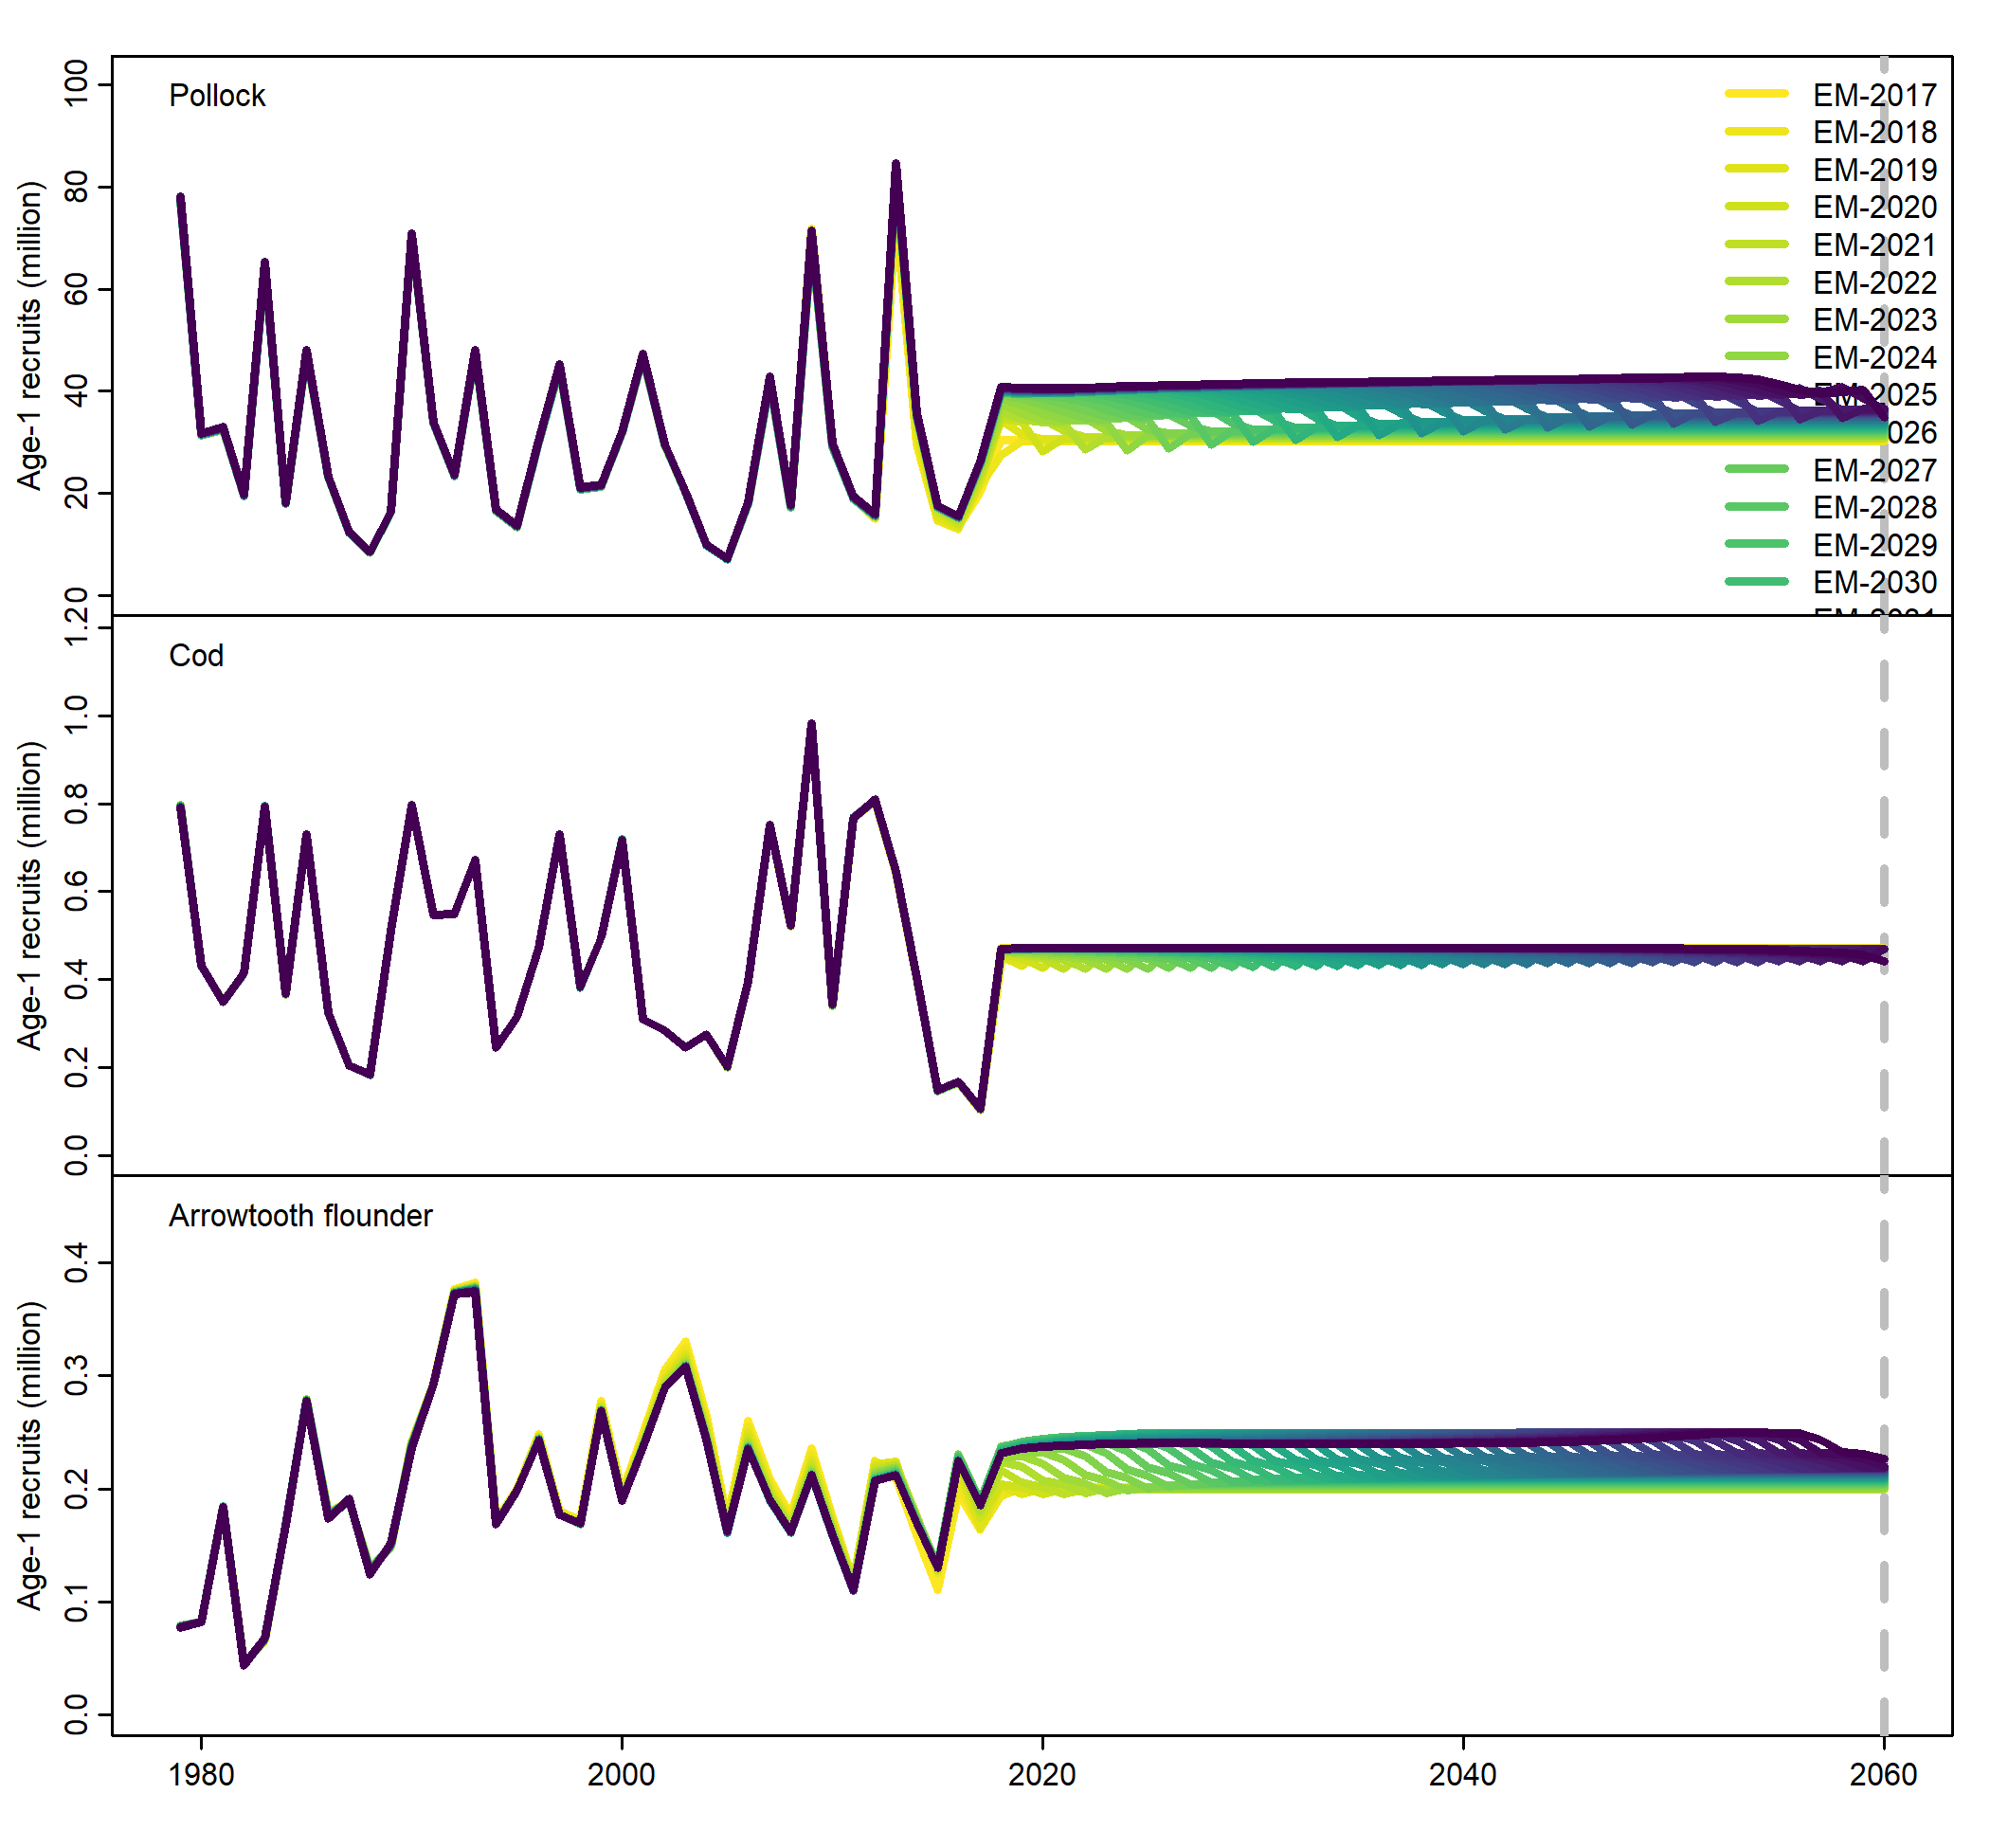 Pollock
Age-1 recruits (million)
100
80
60
40
20
EM-2017
EM-2018
EM-2019
EM-2020
EM-2021
EM-2022
EM-2023
EM-2024
EM-2025
026
EM-2027
EM-2028
EM-2029
EM-2030
Cod
Age-1 recruits (million)
1.0
0.8
0.6
0.4
0.2
0.0
Arrowtooth flounder
Age-1 recruits (million)
0.4
0.3
0.2
0.1
0.0
1980 2000 2020 2040 2060